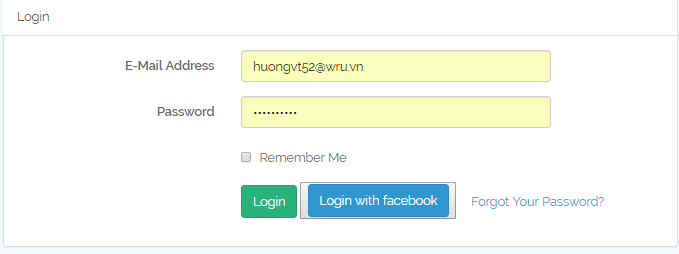 Login
E-Mail Address huongvt52@wru.vn
Password ••••••••••
Remember Me
Login Login with facebook Forgot Your Password?